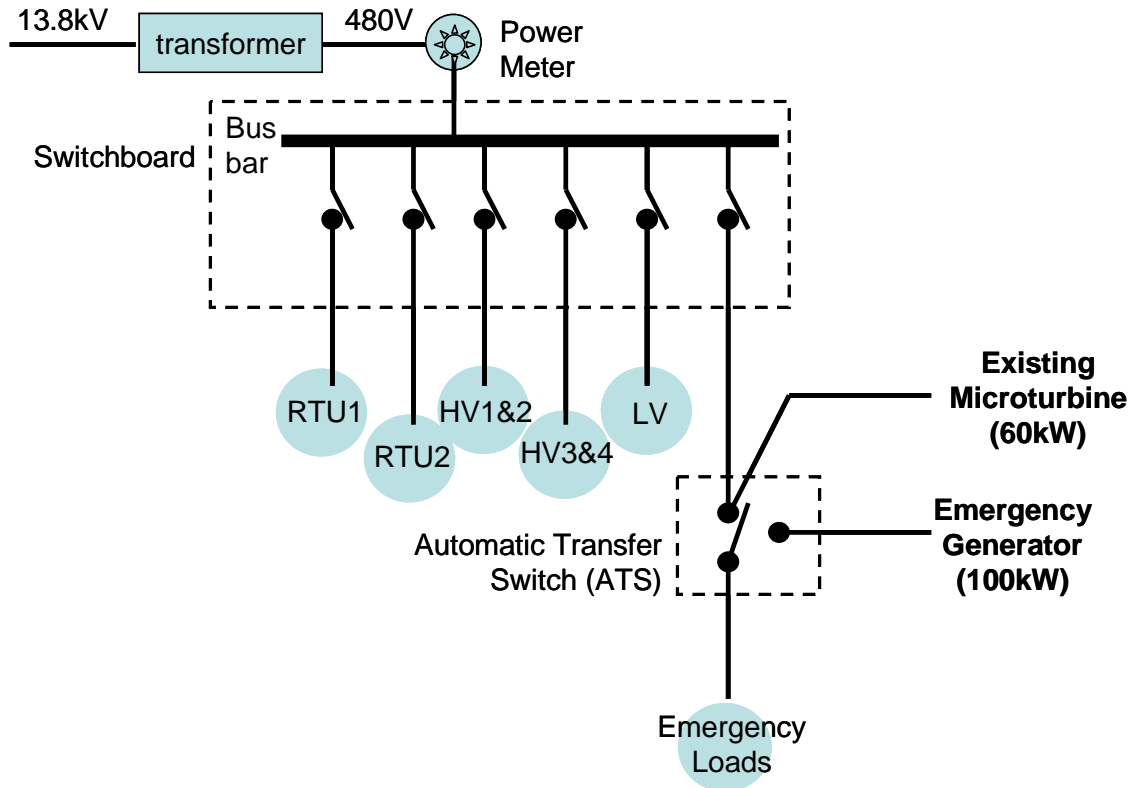 13.8kV
transformer
480V
Power
Meter
Switchboard
Bus
bar
RTU1
RTU2
HV1&2
HV3&4
LV
Existing
Microturbine
(60kW)
Automatic Transfer
Switch (ATS)
Emergency
Generator
(100kW)
Emergency
Loads